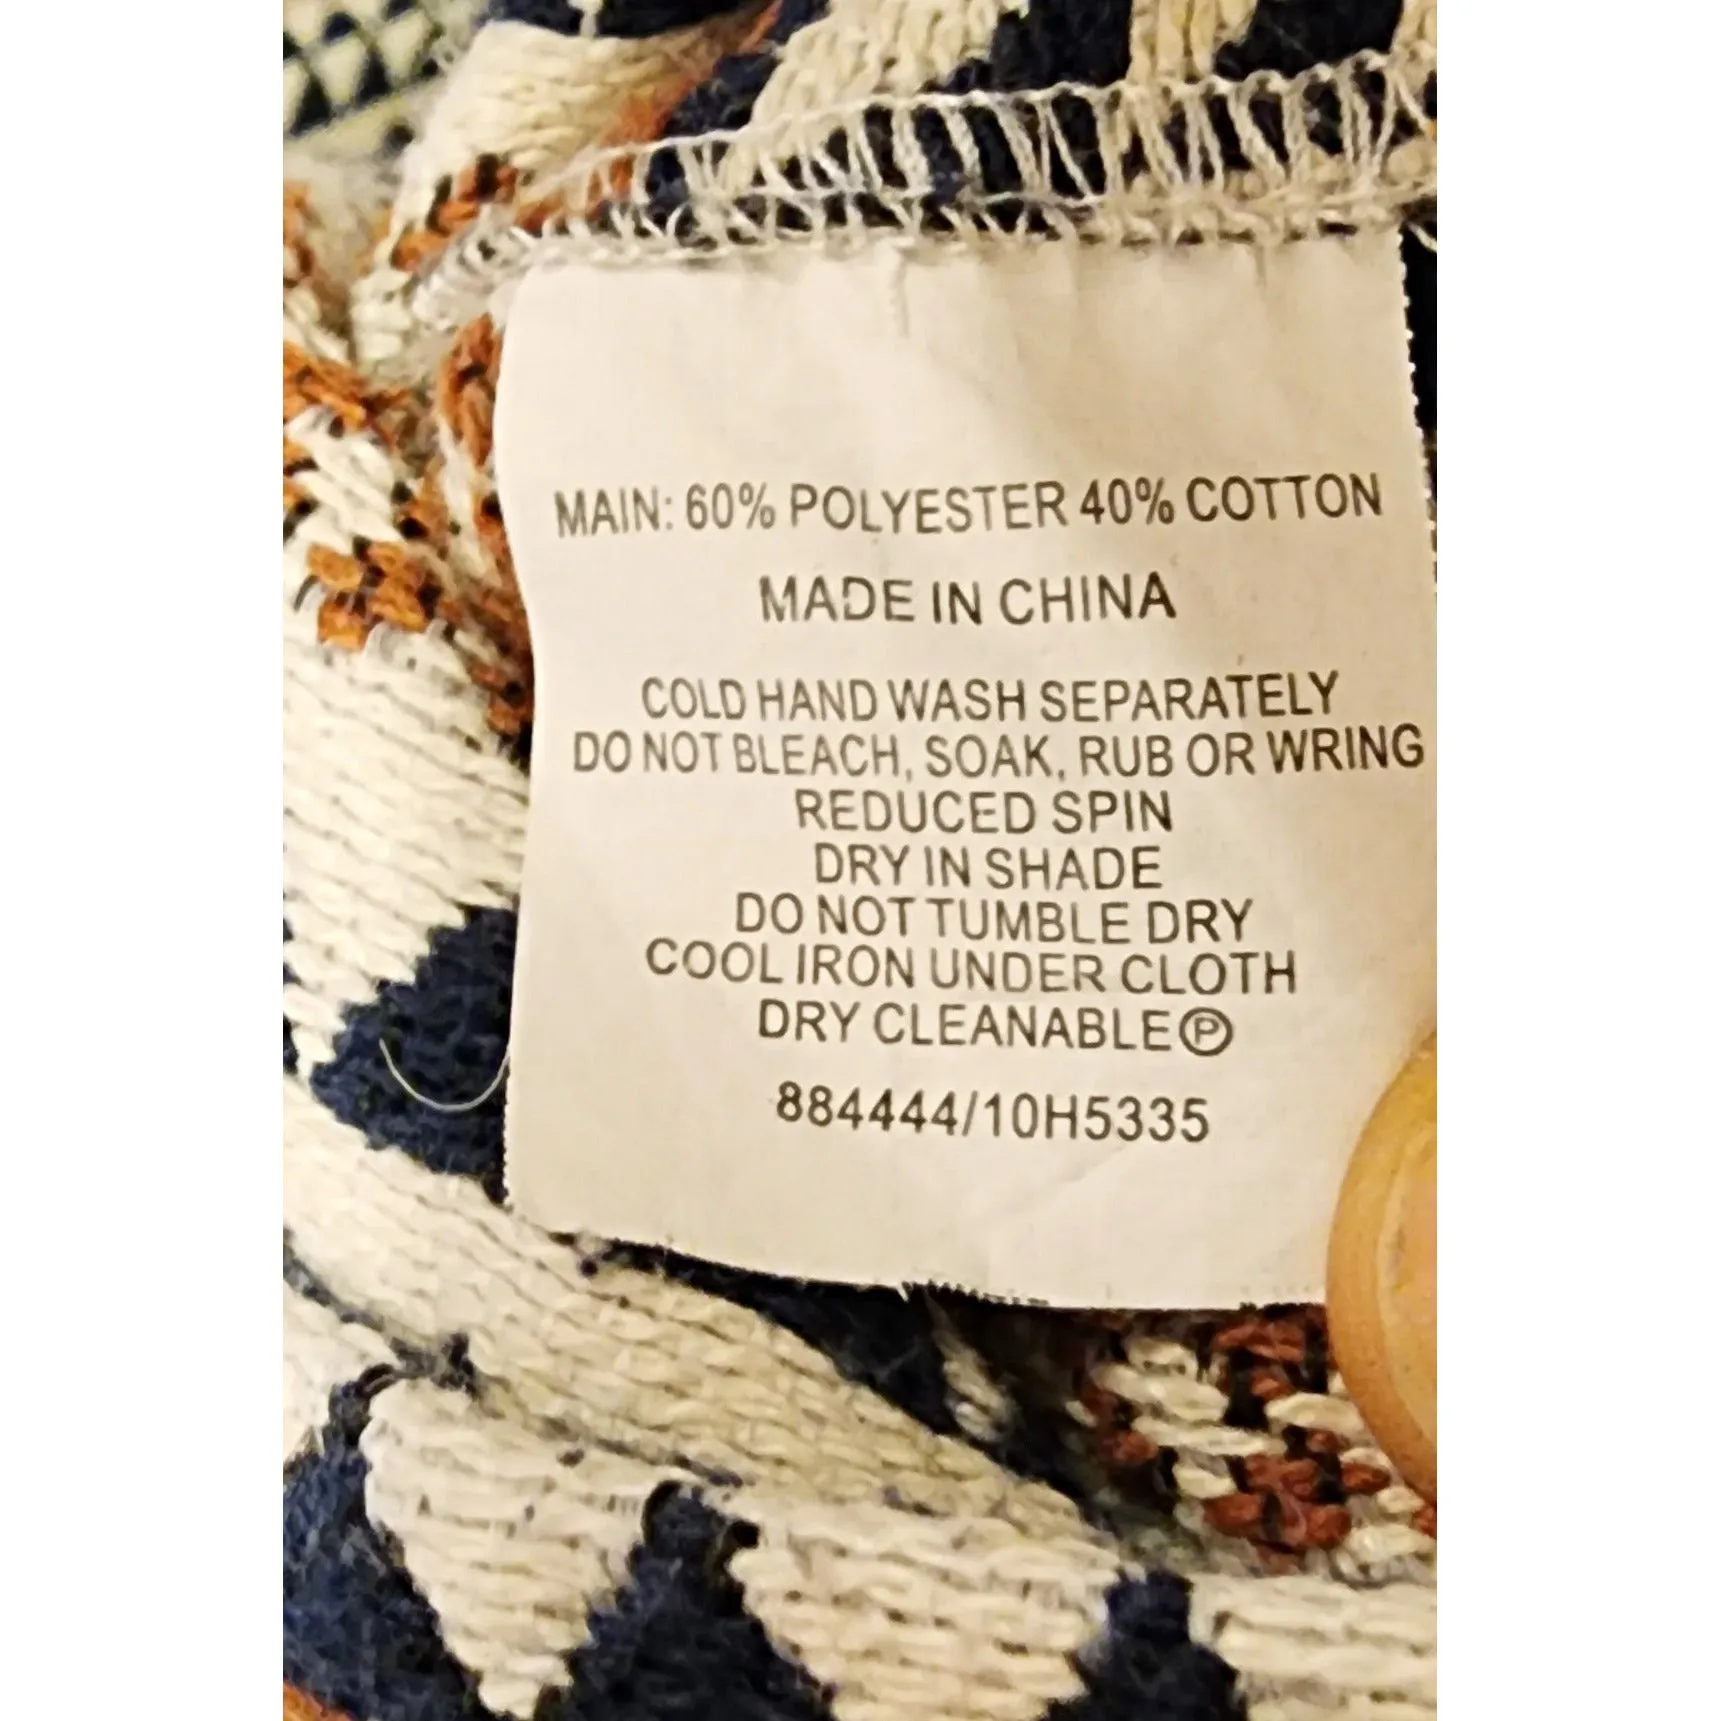 MAIN: 60% POLYESTER 40% COTTON
MADE IN CHINA
COLD HAND WASH SEPARATELY
DO NOT BLEACH, SOAK, RUB OR WRING
REDUCED SPIN
DRY IN SHADE
DO NOT TUMBLE DRY
COOL IRON UNDER CLOTH
DRY CLEANABLE Ⓟ
884444/10H5335